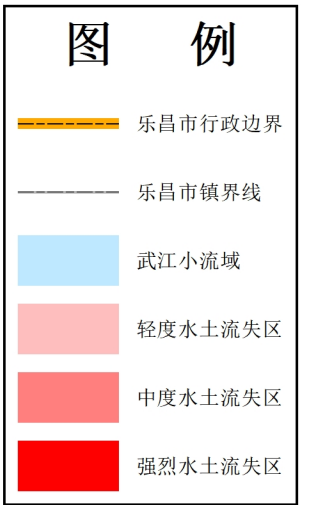 图 例
乐昌市行政边界
乐昌市镇界线
武江小流域
轻度水土流失区
中度水土流失区
强烈水土流失区